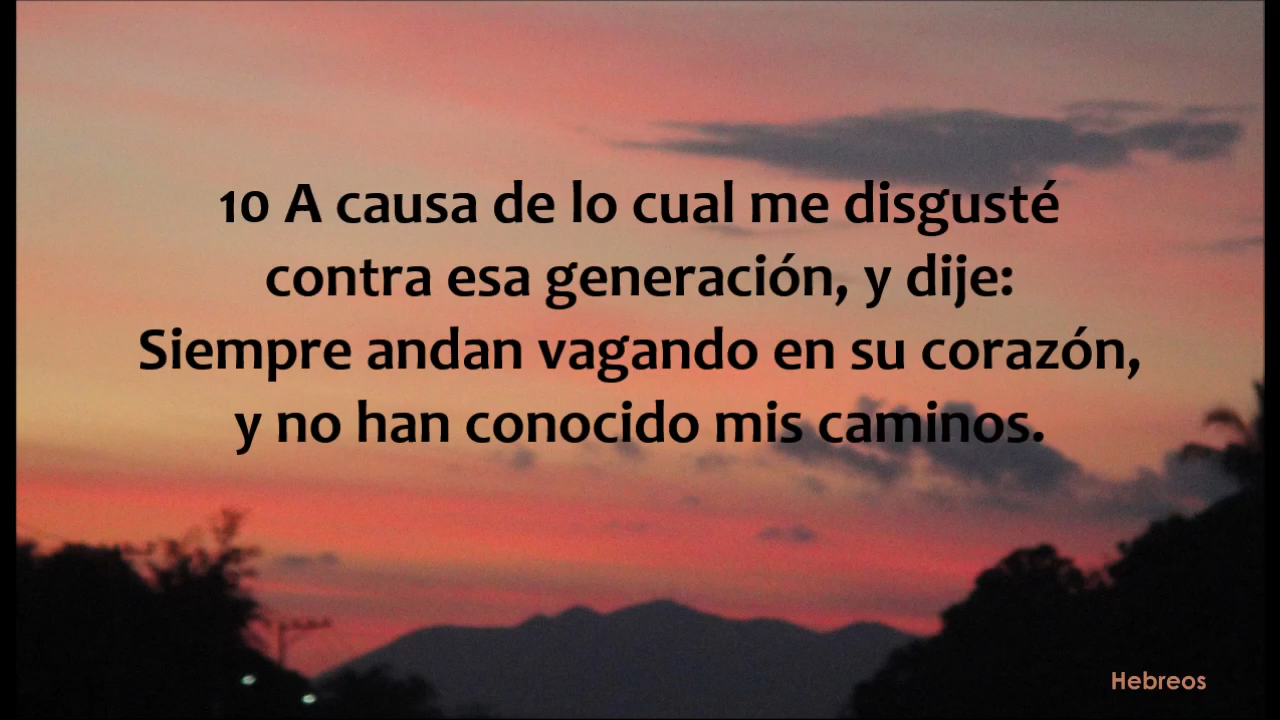 10 A causa de lo cual me disgusté
contra esa generación, y dije:
Siempre andan vagando en su corazón,
y no han conocido mis caminos.
Hebreos